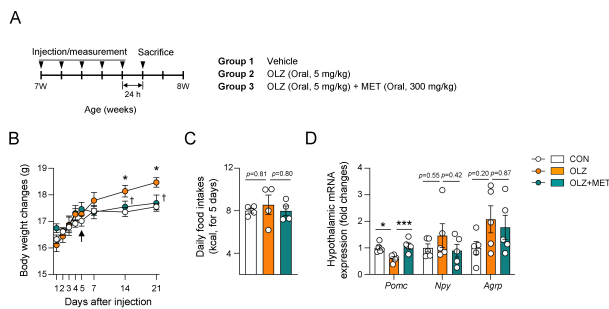 A
Injection/measurement
Sacrifice
7W
8W
24 h
Age (weeks)
Group 1 Vehicle
Group 2 OLZ (Oral, 5 mg/kg)
Group 3 OLZ (Oral, 5 mg/kg) + MET (Oral, 300 mg/kg)
B
Body weight changes (g)
19
18
17
16
15
*
*
†
†
1 2 3 4 5 7 14 21
Days after injection
C
Daily food intakes
(kcal, for 5 days)
12
8
4
p=0.81 p=0.80
D
Hypothalamic mRNA
expression (fold changes)
4
3
2
1
0
* ***
p=0.55 p=0.42
p=0.20 p=0.87
Pomc Npy Agrp
CON
OLZ
OLZ+MET